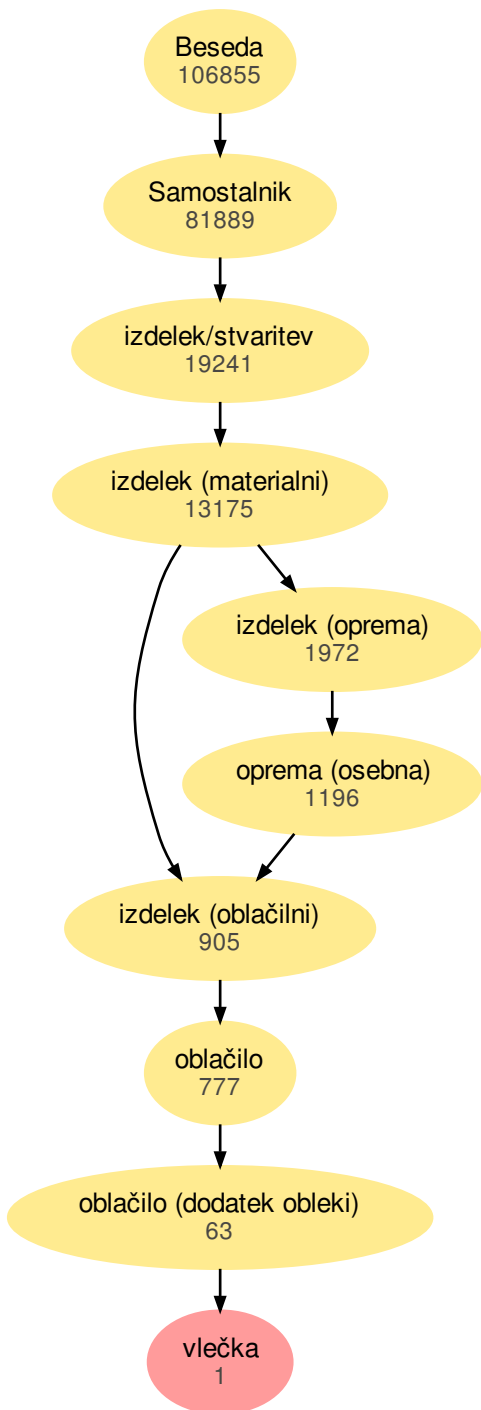 Beseda
106855
Samostalnik
81889
izdelek/stvaritev
19241
izdelek (materialni)
13175
izdelek (oprema)
1972
oprema (osebna)
1196
izdelek (oblačilni)
905
oblačilo
777
oblačilo (dodatek obleki)
63
vlečka
1